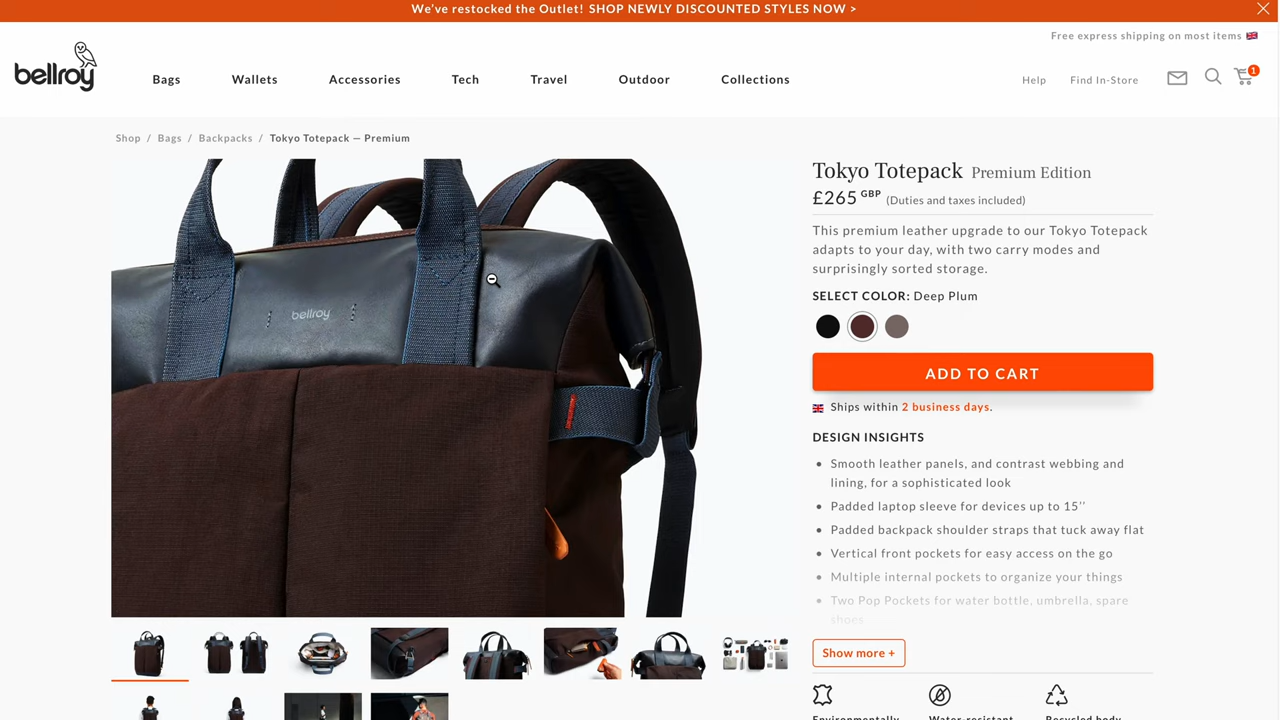 We've restocked the Outlet! SHOP NEWLY DISCOUNTED STYLES NOW >
Free express shipping on most items
bellroy
Bags
Wallets
Accessories
Tech
Travel
Outdoor
Collections
Help
Find In-Store
1
Shop / Bags / Backpacks / Tokyo Totepack — Premium
bellroy
Tokyo Totepack Premium Edition
£265 GBP (Duties and taxes included)
This premium leather upgrade to our Tokyo Totepack
adapts to your day, with two carry modes and
surprisingly sorted storage.
SELECT COLOR: Deep Plum
ADD TO CART
Ships within 2 business days.
DESIGN INSIGHTS
• Smooth leather panels, and contrast webbing and
lining, for a sophisticated look
• Padded laptop sleeve for devices up to 15’’
• Padded backpack shoulder straps that tuck away flat
• Vertical front pockets for easy access on the go
• Multiple internal pockets to organize your things
• Two Pop Pockets for water bottle, umbrella, spare
shoes
Show more +
Environmentally
Water-resistant
Recycled body